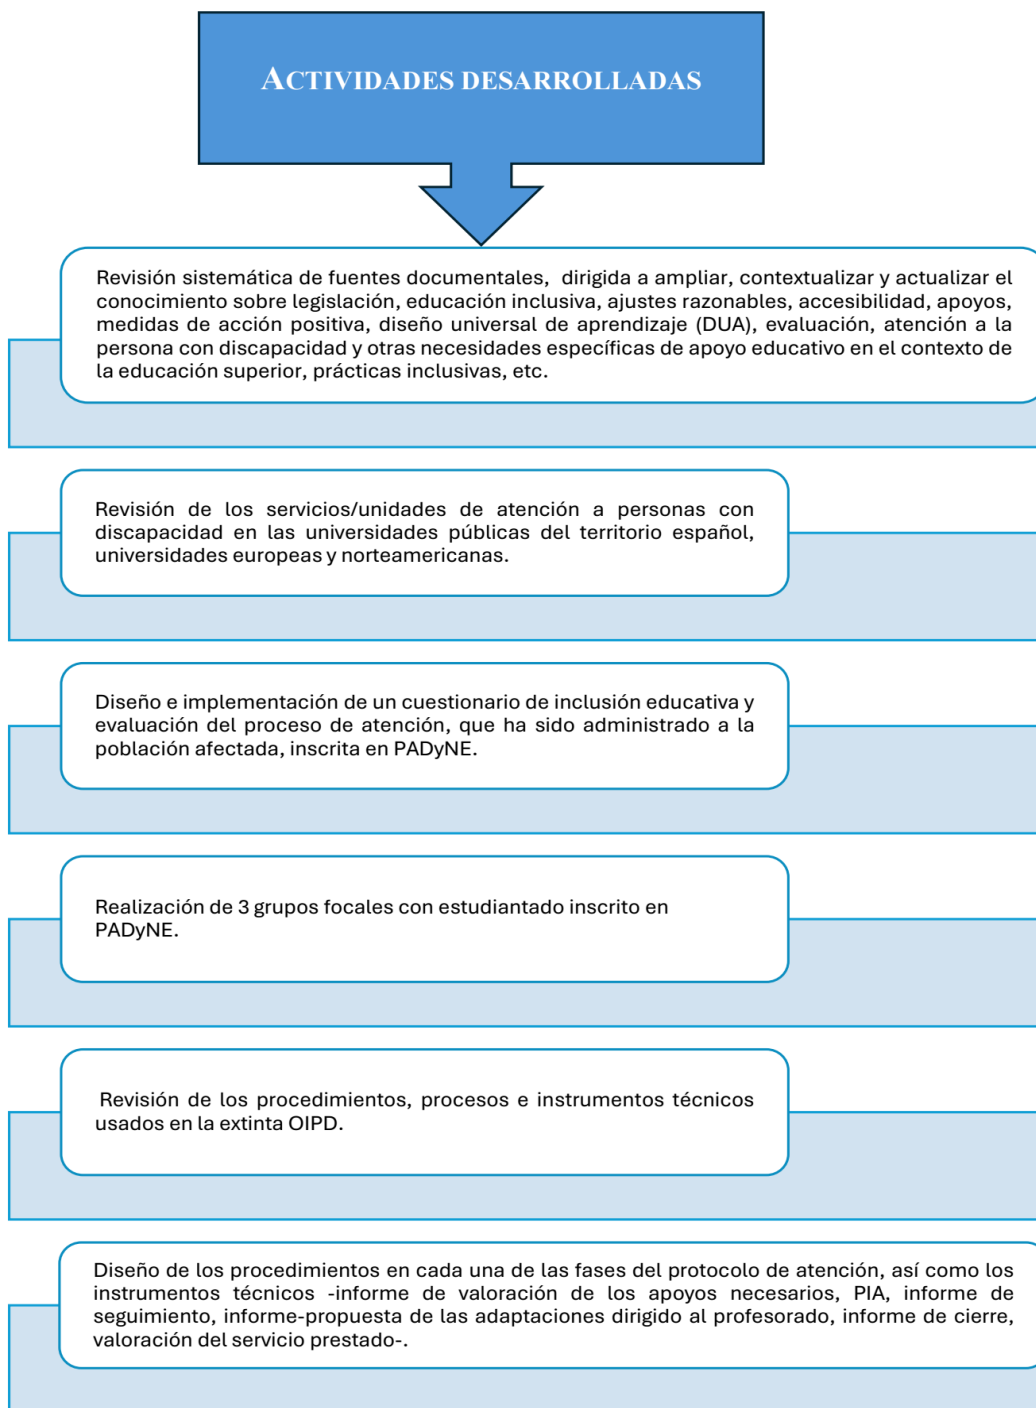 ACTIVIDADES DESARROLLADAS
Revisión sistemática de fuentes documentales, dirigida a ampliar, contextualizar y actualizar el
conocimiento sobre legislación, educación inclusiva, ajustes razonables, accesibilidad, apoyos,
medidas de acción positiva, diseño universal de aprendizaje (DUA), evaluación, atención a la
persona con discapacidad y otras necesidades específicas de apoyo educativo en el contexto de
la educación superior, prácticas inclusivas, etc.
Revisión de los servicios/unidades de atención a personas con
discapacidad en las universidades públicas del territorio español,
universidades europeas y norteamericanas.
Diseño e implementación de un cuestionario de inclusión educativa y
evaluación del proceso de atención, que ha sido administrado a la
población afectada, inscrita en PADyNE.
Realización de 3 grupos focales con estudiantado inscrito en
PADyNE.
Revisión de los procedimientos, procesos e instrumentos técnicos
usados en la extinta OIPD.
Diseño de los procedimientos en cada una de las fases del protocolo de atención, así como los
instrumentos técnicos -informe de valoración de los apoyos necesarios, PIA, informe de
seguimiento, informe-propuesta de las adaptaciones dirigido al profesorado, informe de cierre,
valoración del servicio prestado-.